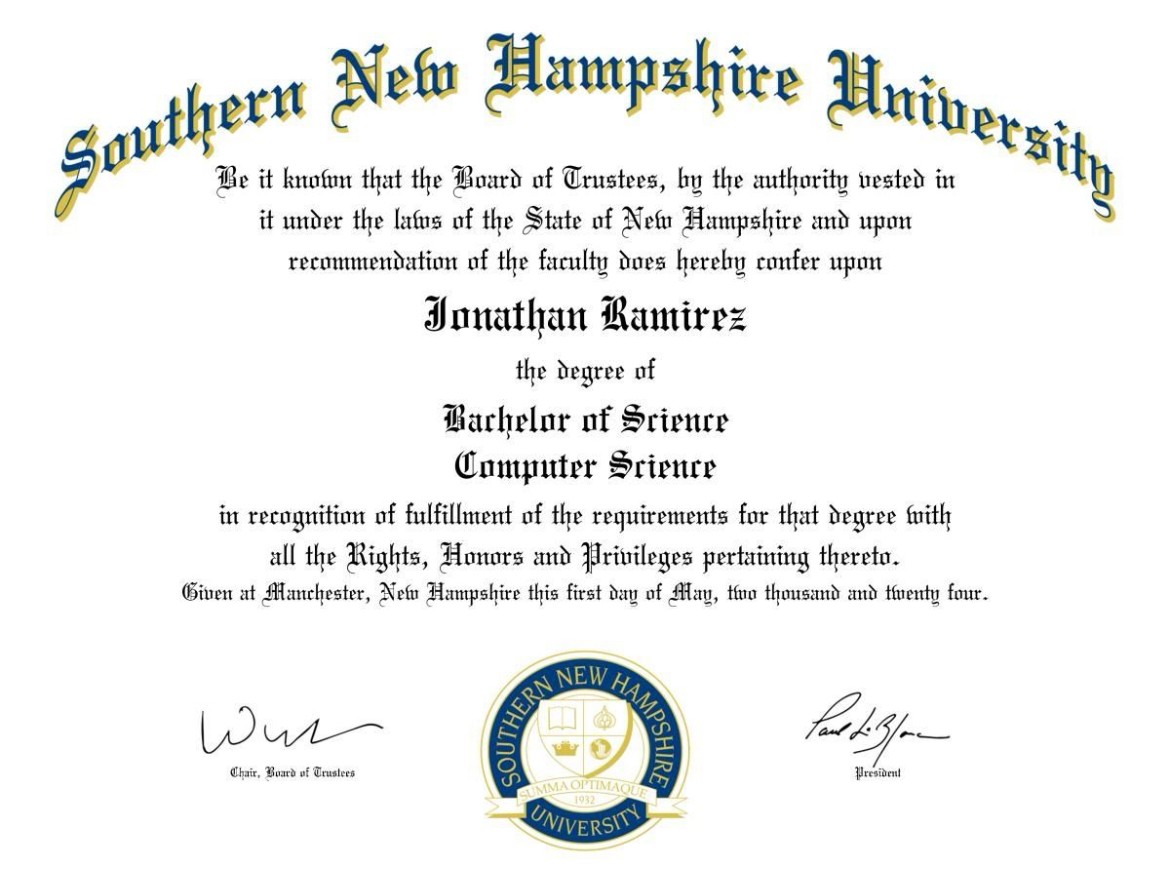 Southern New Hampshire University
Be it known that the Board of Trustees, by the authority vested in
it under the laws of the State of New Hampshire and upon
recommendation of the faculty does hereby confer upon
Jonathan Ramirez
the degree of
Bachelor of Science
Computer Science
in recognition of fulfillment of the requirements for that degree with
all the Rights, Honors and Privileges pertaining thereto.
Given at Manchester, New Hampshire this first day of May, two thousand and twenty four.
Chair, Board of Trustees
SOUTHERN NEW HAMPSHIRE
SUMMA OPTIMAQUE
1932
UNIVERSITY
President